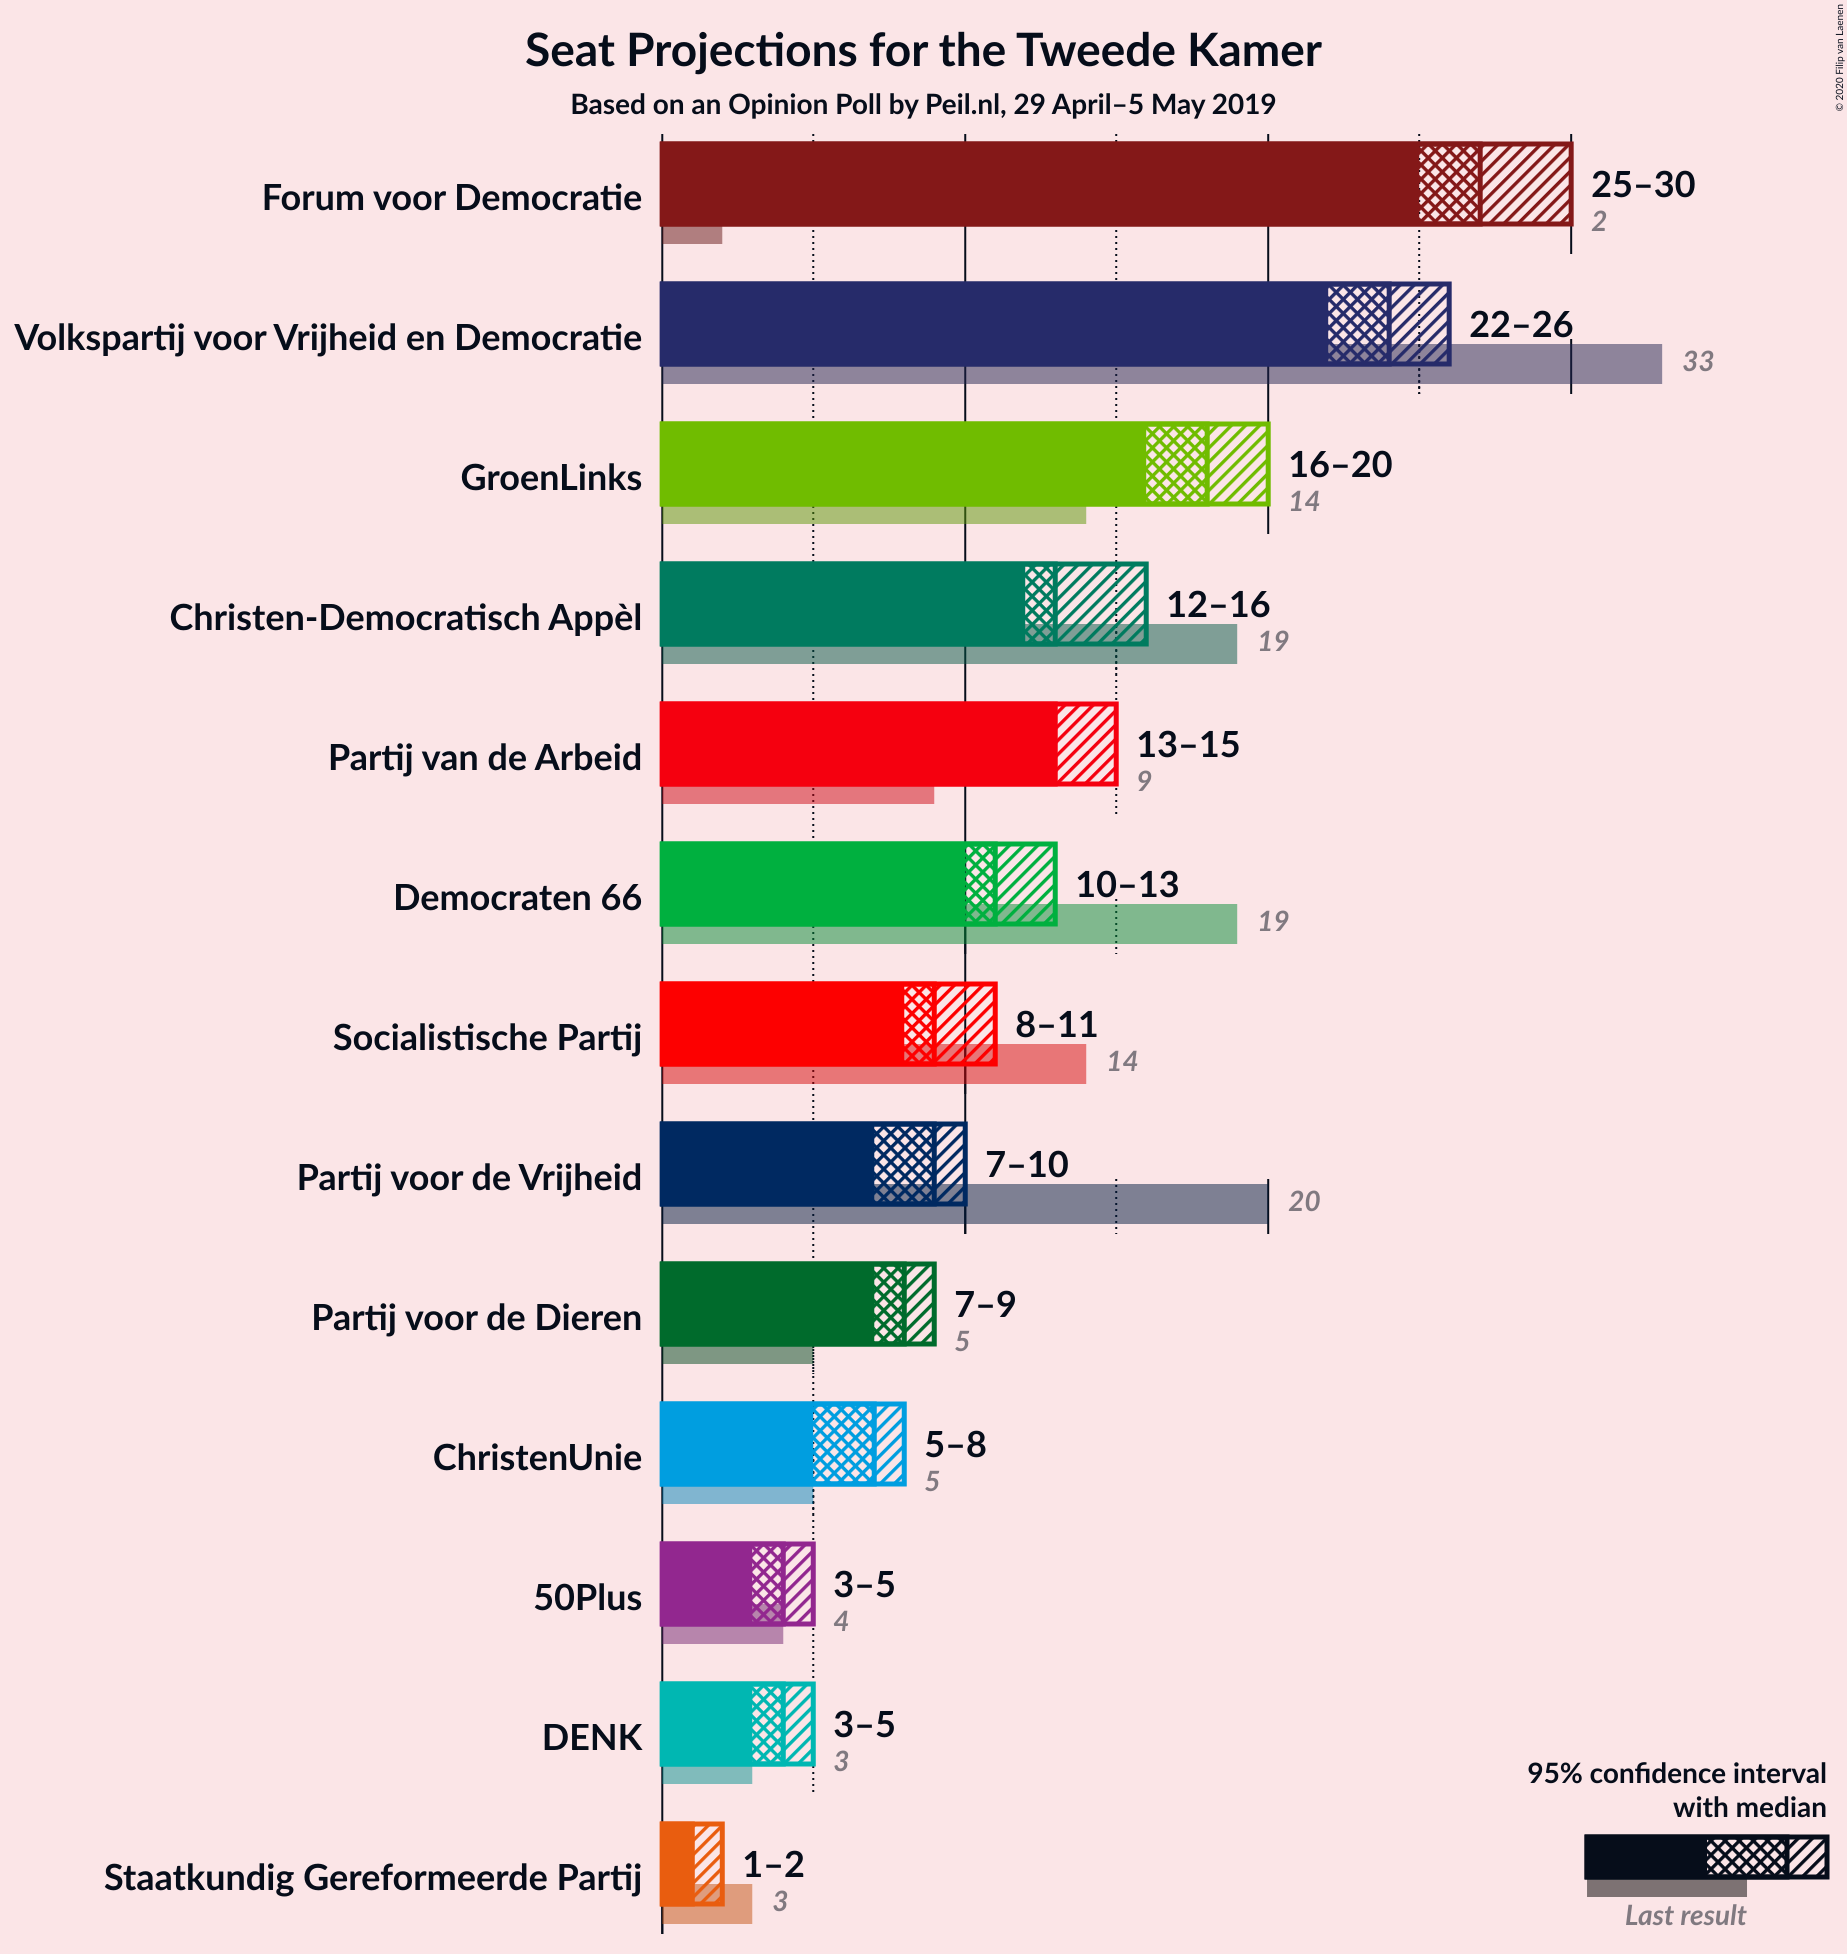 Seat Projections for the Tweede Kamer
Based on an Opinion Poll by Peil.nl, 29 April–5 May 2019
© 2020 Filip van Laenen
Forum voor Democratie
25–30
2
Volkspartij voor Vrijheid en Democratie
22–26
33
GroenLinks
16–20
14
Christen-Democratisch Appèl
12–16
19
Partij van de Arbeid
13–15
9
Democraten 66
10–13
19
Socialistische Partij
8–11
14
Partij voor de Vrijheid
7–10
20
Partij voor de Dieren
7–9
5
ChristenUnie
5–8
5
50Plus
3–5
4
DENK
3–5
3
Staatkundig Gereformeerde Partij
1–2
3
95% confidence interval
with median
Last result